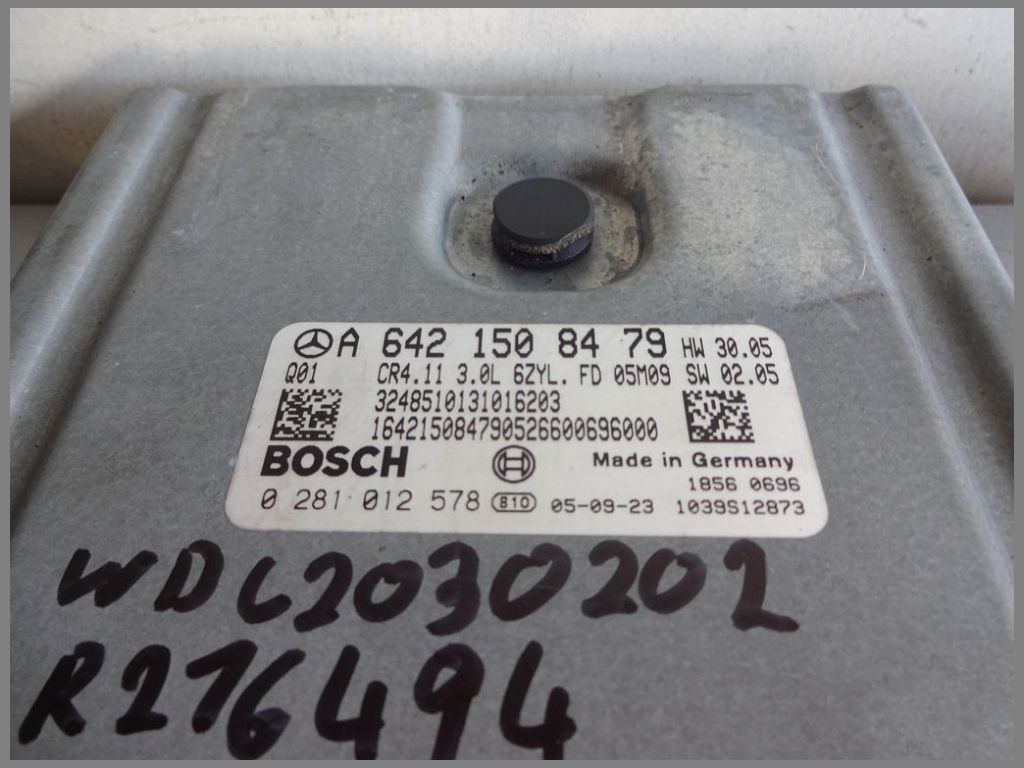 A 642 150 84 79 HW 30.05
Q01 CR4.11 3.0L 6ZYL. FD 05M09 SW 02.05
3248510131016203
164215084790526600696000
BOSCH Made in Germany
1856 0696
0 281 012 578 810 05-09-23 1039S12873
WDC2030202
R276494